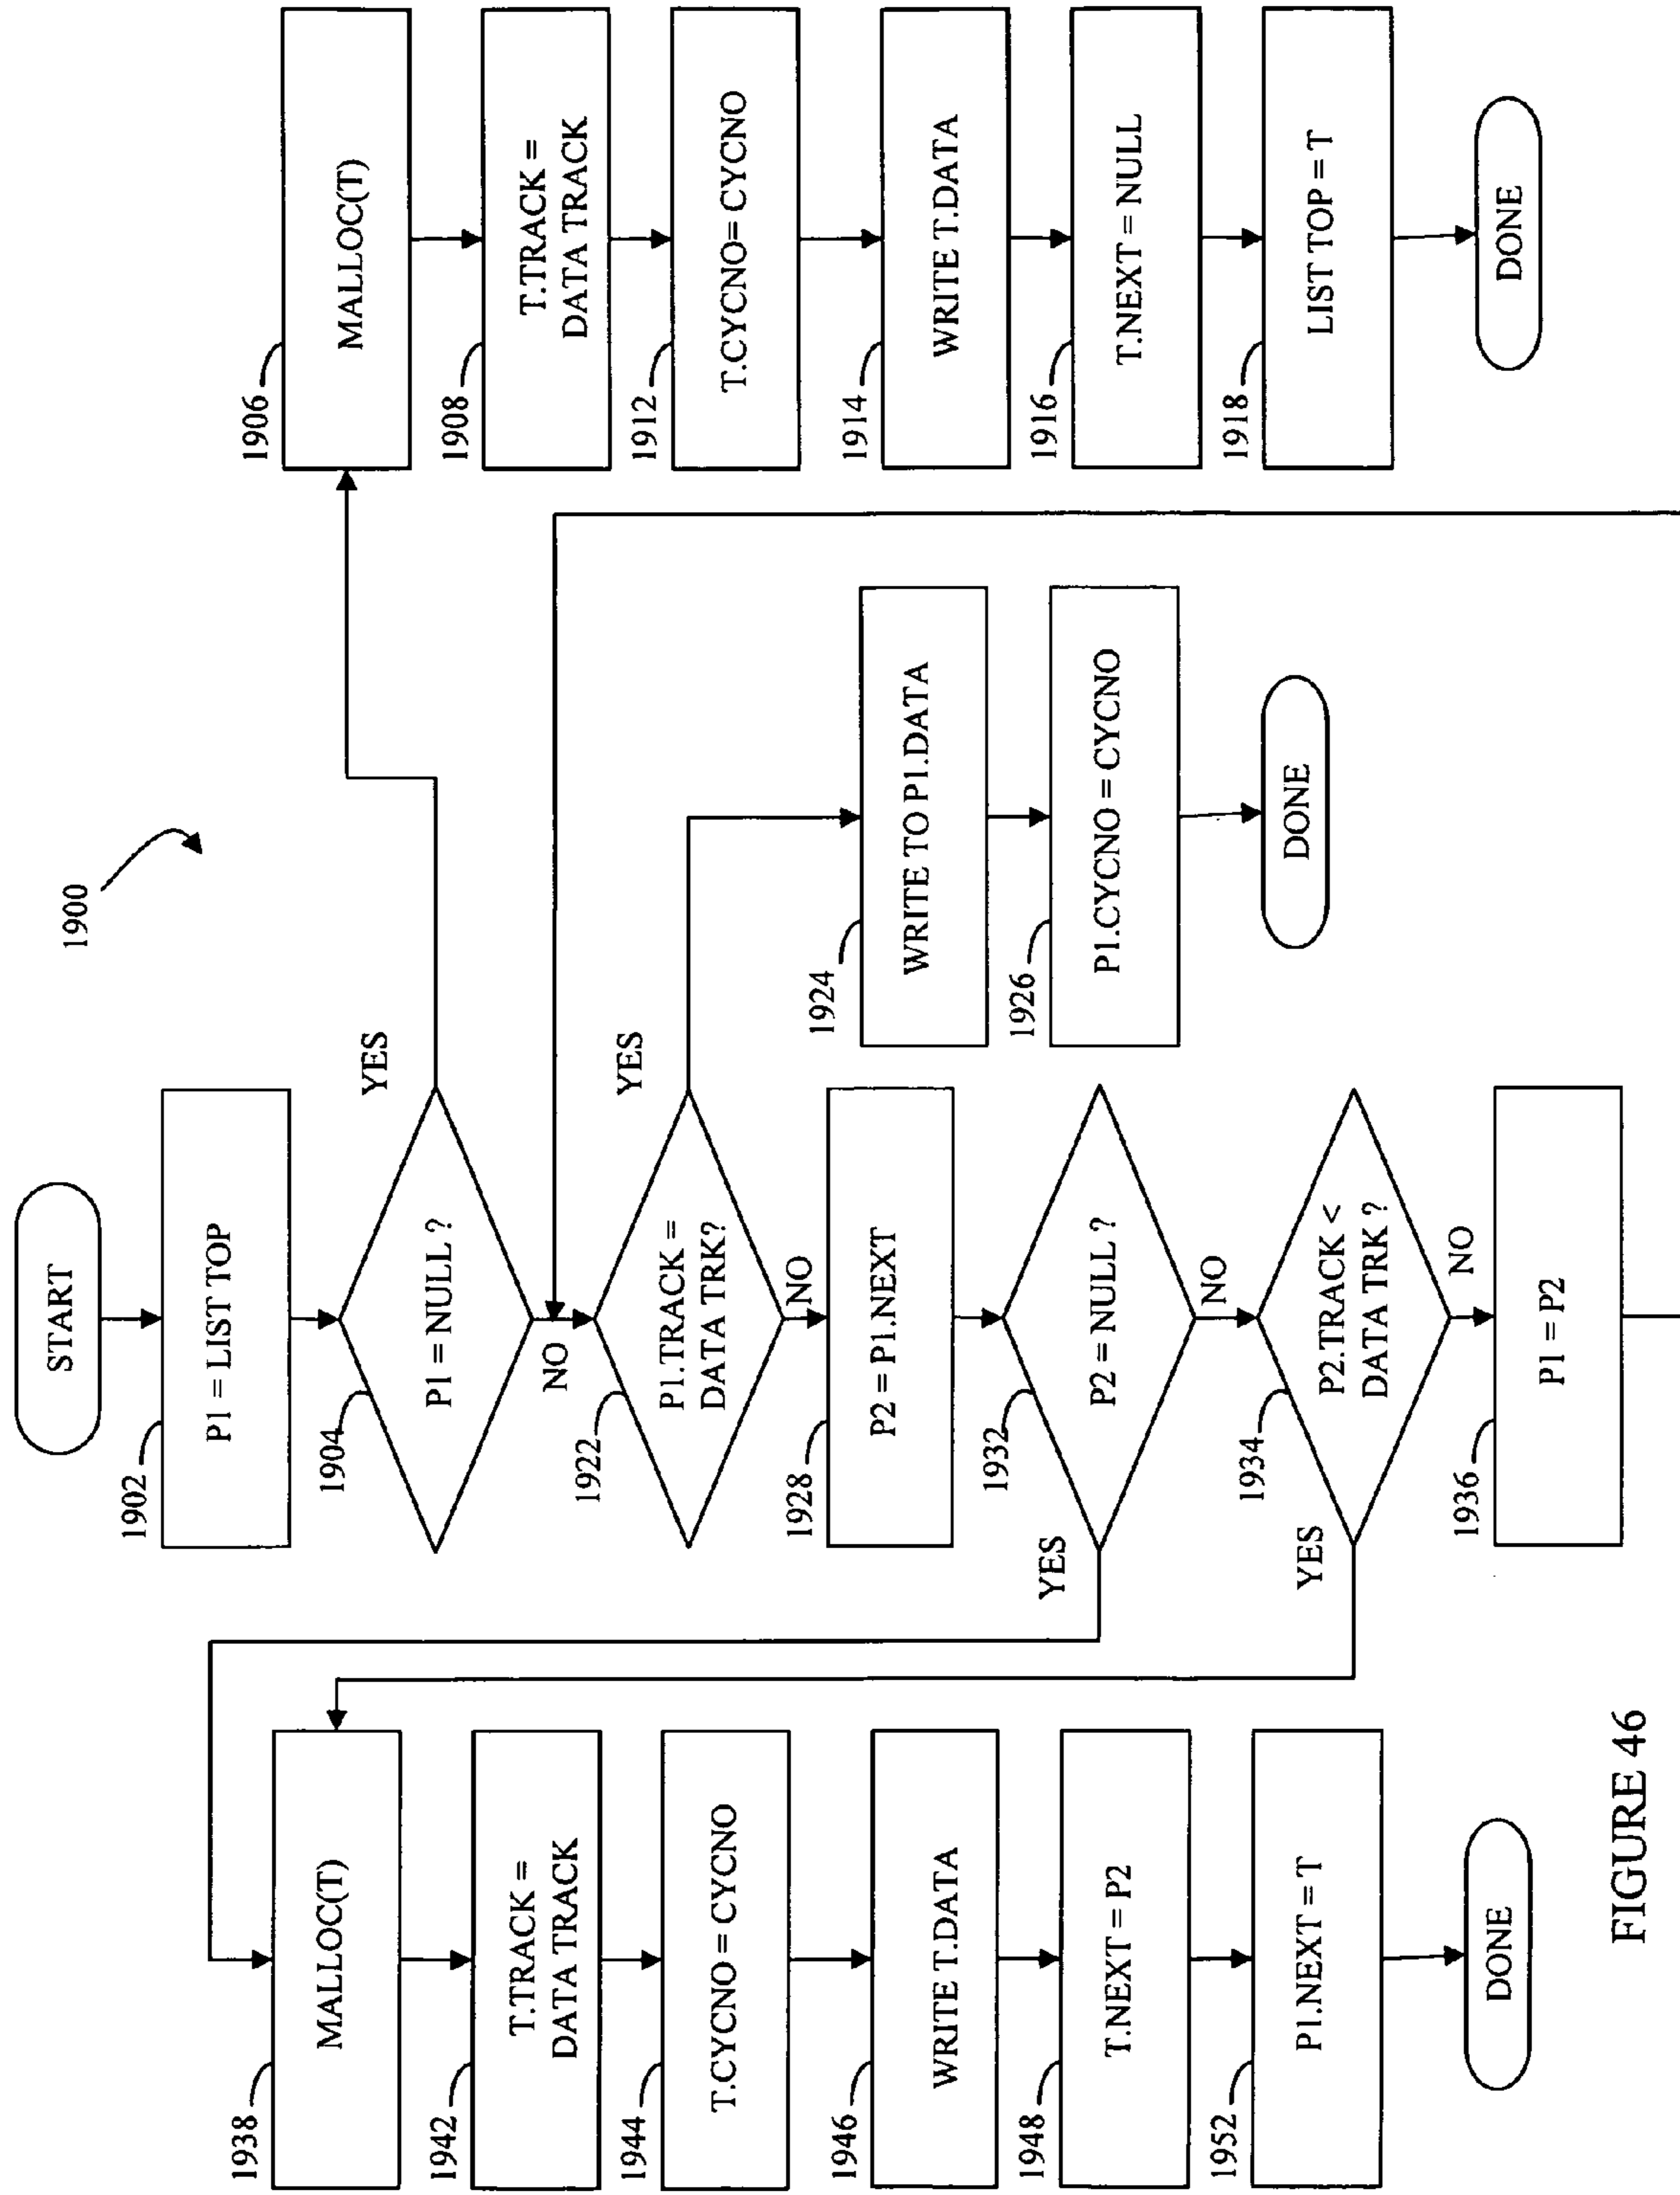 1900
START
1902
P1 = LIST TOP
1904
P1 = NULL ?
YES
NO
1906
MALLOC(T)
1908
T.TRACK =
DATA TRACK
1912
T.CYCNO= CYCNO
1914
WRITE T.DATA
1916
T.NEXT = NULL
1918
LIST TOP = T
DONE
1922
P1.TRACK =
DATA TRK?
YES
NO
1924
WRITE TO P1.DATA
1926
P1.CYCNO = CYCNO
DONE
1928
P2 = P1.NEXT
1932
P2 = NULL ?
YES
NO
1934
P2.TRACK <
DATA TRK ?
YES
NO
1936
P1 = P2
1938
MALLOC(T)
1942
T.TRACK =
DATA TRACK
1944
T.CYCNO = CYCNO
1946
WRITE T.DATA
1948
T.NEXT = P2
1952
P1.NEXT = T
DONE
FIGURE 46